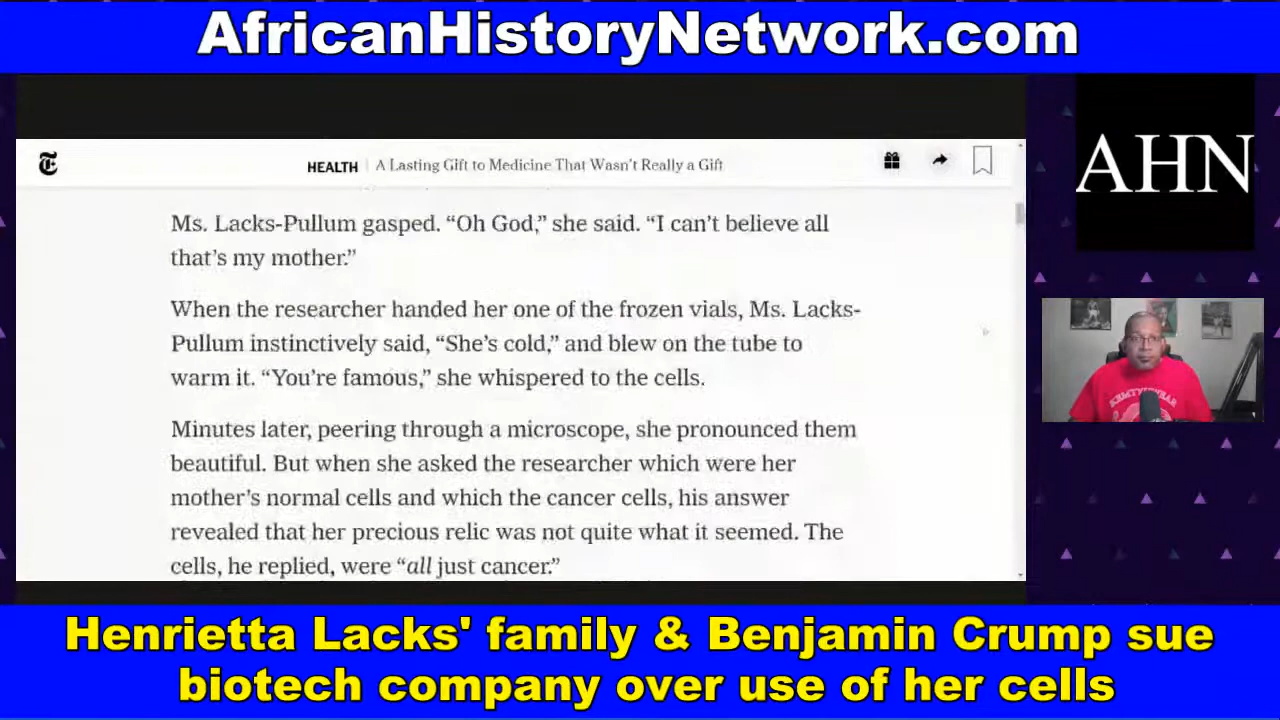 AfricanHistoryNetwork.com
AHN
HEALTH | A Lasting Gift to Medicine That Wasn't Really a Gift
Ms. Lacks-Pullum gasped. “Oh God,” she said. “I can't believe all
that's my mother.”
When the researcher handed her one of the frozen vials, Ms. Lacks-
Pullum instinctively said, “She's cold,” and blew on the tube to
warm it. “You're famous,” she whispered to the cells.
Minutes later, peering through a microscope, she pronounced them
beautiful. But when she asked the researcher which were her
mother's normal cells and which the cancer cells, his answer
revealed that her precious relic was not quite what it seemed. The
cells, he replied, were “all just cancer.”
Henrietta Lacks' family & Benjamin Crump sue
biotech company over use of her cells